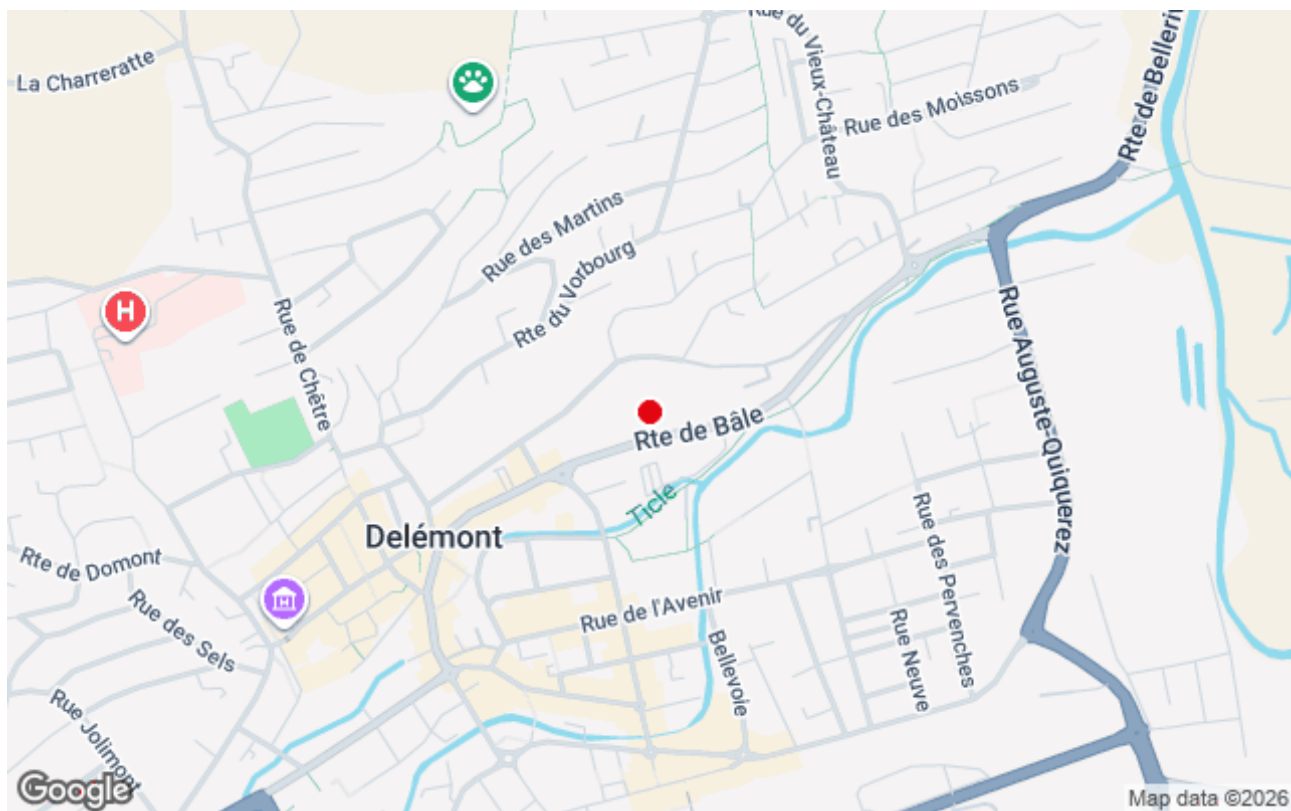 La Charreratte
Rue du Vieux-Château
Rte de Belleriv
Rue des Moissons
Rue des Martins
Rte du Vorbourg
H
Rue de Chêtre
Rue Auguste-Quiquerez
Rte de Bâle
Ticle
Delémont
Rue des Pervenches
Rte de Domont
Rue des Sels
Rue de l'Avenir
Bellevoie
Rue Neuve
Rue Jolimont
Google
Map data ©2026